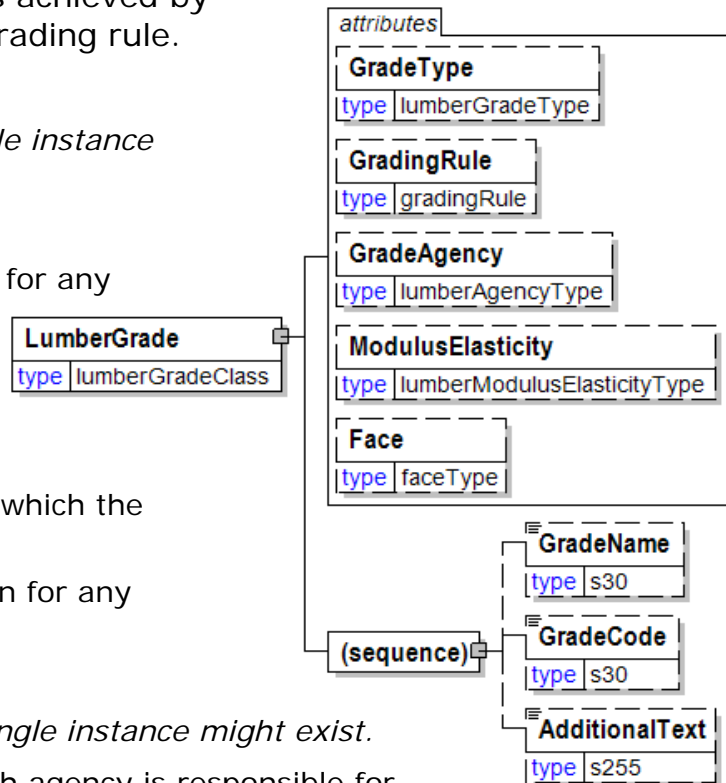 s achieved by
rading rule.
le instance
for any
which the
n for any
ngle instance might exist.
h agency is responsible for
attributes
GradeType
type lumberGradeType
GradingRule
type gradingRule
GradeAgency
type lumberAgencyType
LumberGrade
type lumberGradeClass
ModulusElasticity
type lumberModulusElasticityType
Face
type faceType
(sequence)
GradeName
type s30
GradeCode
type s30
AdditionalText
type s255